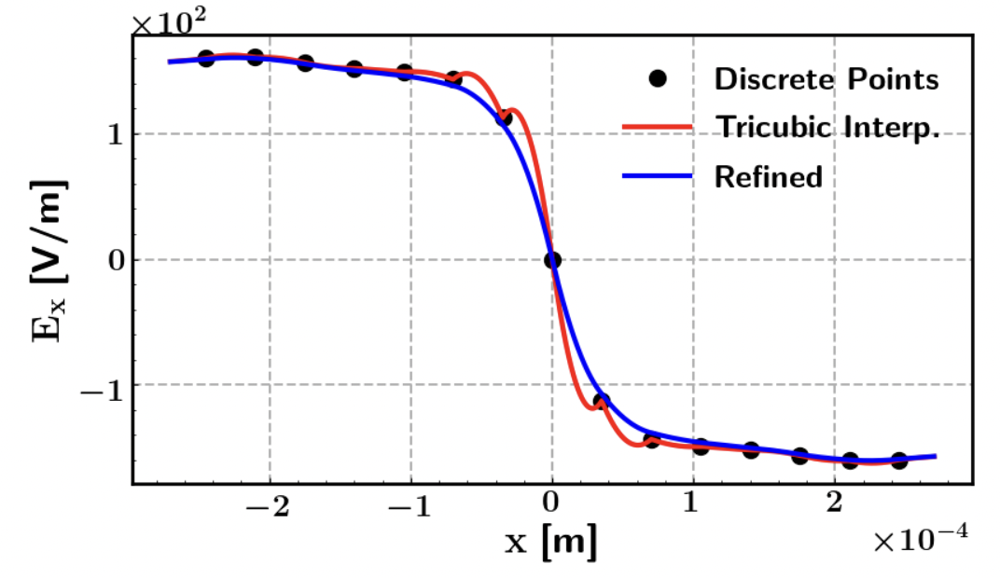 ×10²
Discrete Points
Tricubic Interp.
Refined
1
0
−1
Eₓ [V/m]
−2 −1 0 1 2
x [m]
×10⁻⁴